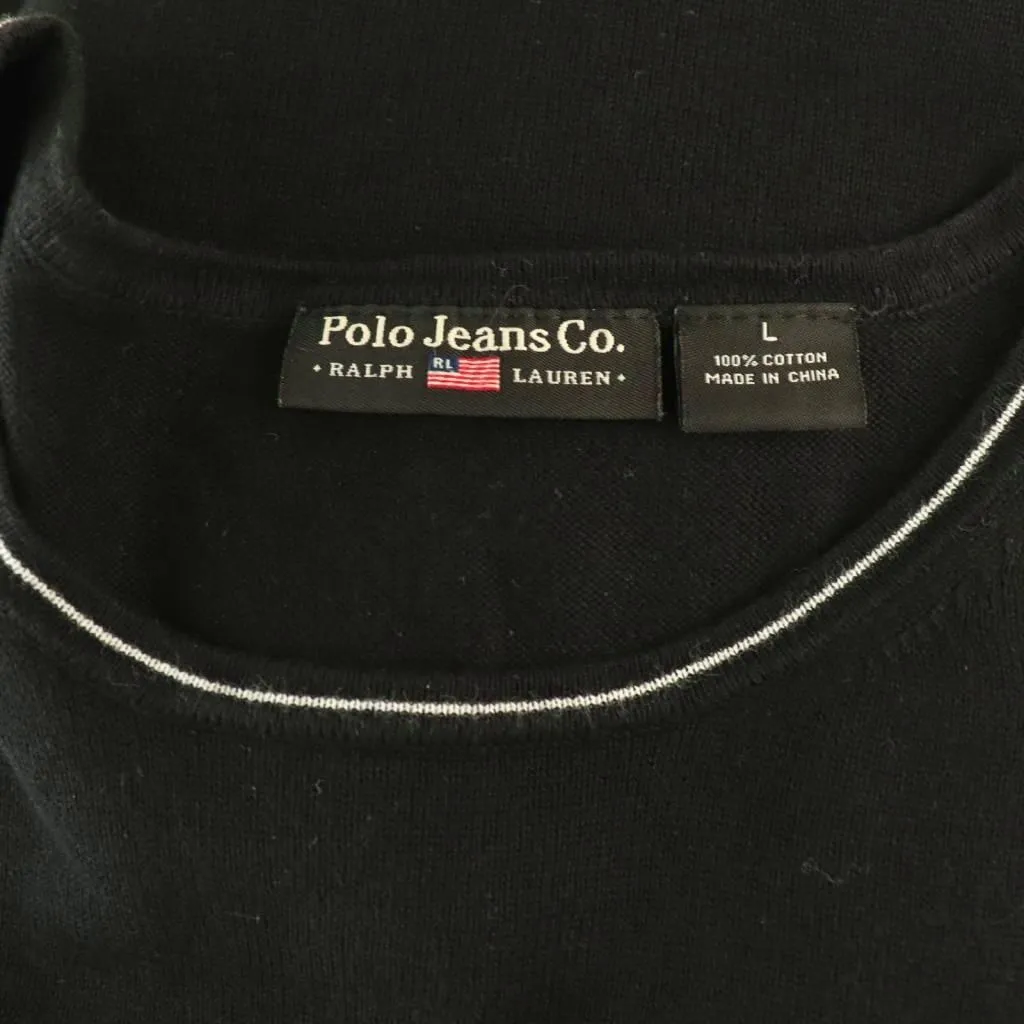 Polo Jeans Co.
RALPH RL LAUREN
L
100% COTTON
MADE IN CHINA